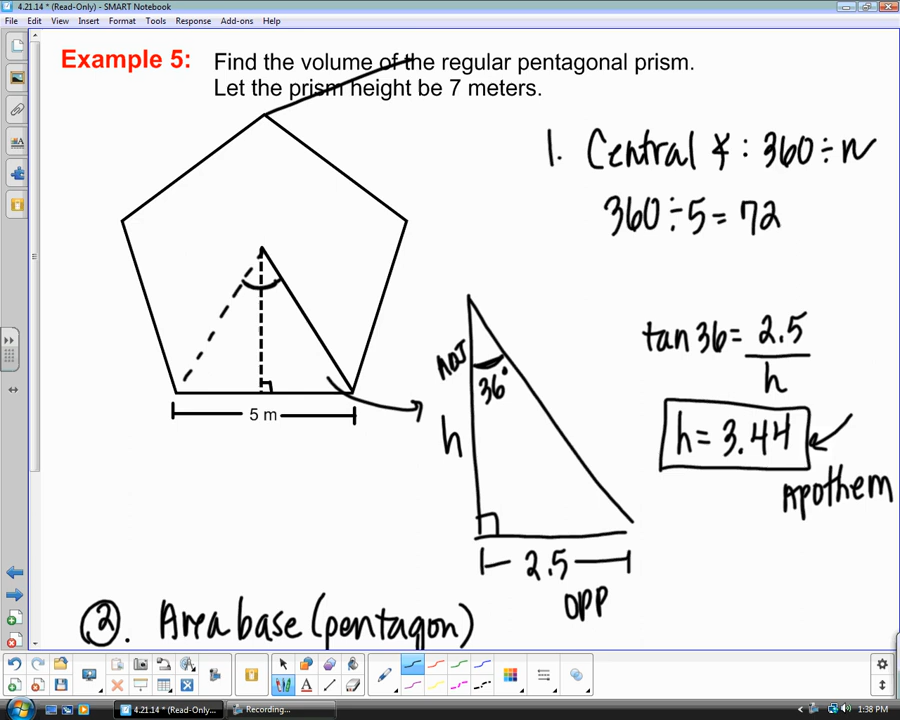 4.21.14 * (Read-Only) - SMART Notebook
File Edit View Insert Format Tools Response Add-ons Help
Example 5: Find the volume of the regular pentagonal prism.
Let the prism height be 7 meters.
1. Central ∡: 360 ÷ n
360 ÷ 5 = 72
5 m
ADJ
36°
h
2.5
OPP
tan 36 = 2.5
h
h = 3.44
Apothem
2. Area base (pentagon)
4.21.14 * (Read-Only)...
Recording...
1:38 PM